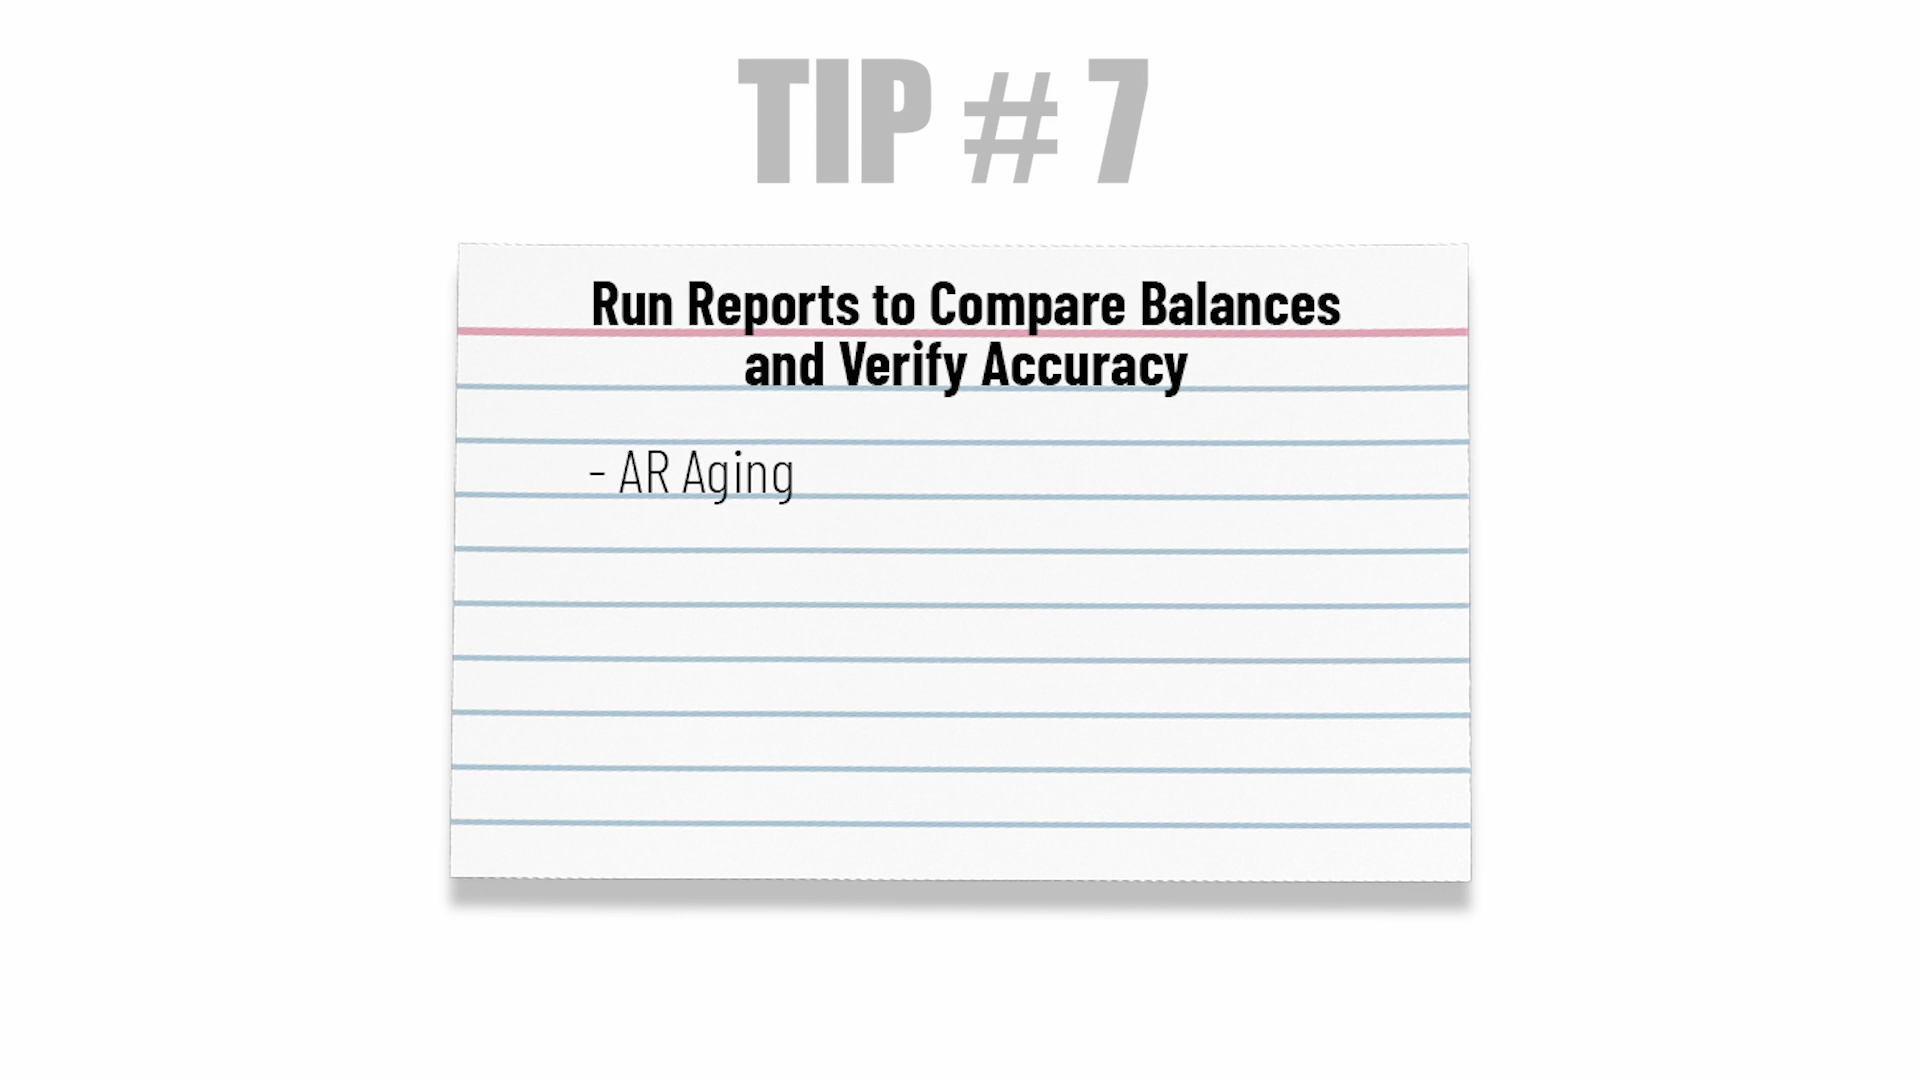 TIP # 7
Run Reports to Compare Balances
and Verify Accuracy
- AR Aging